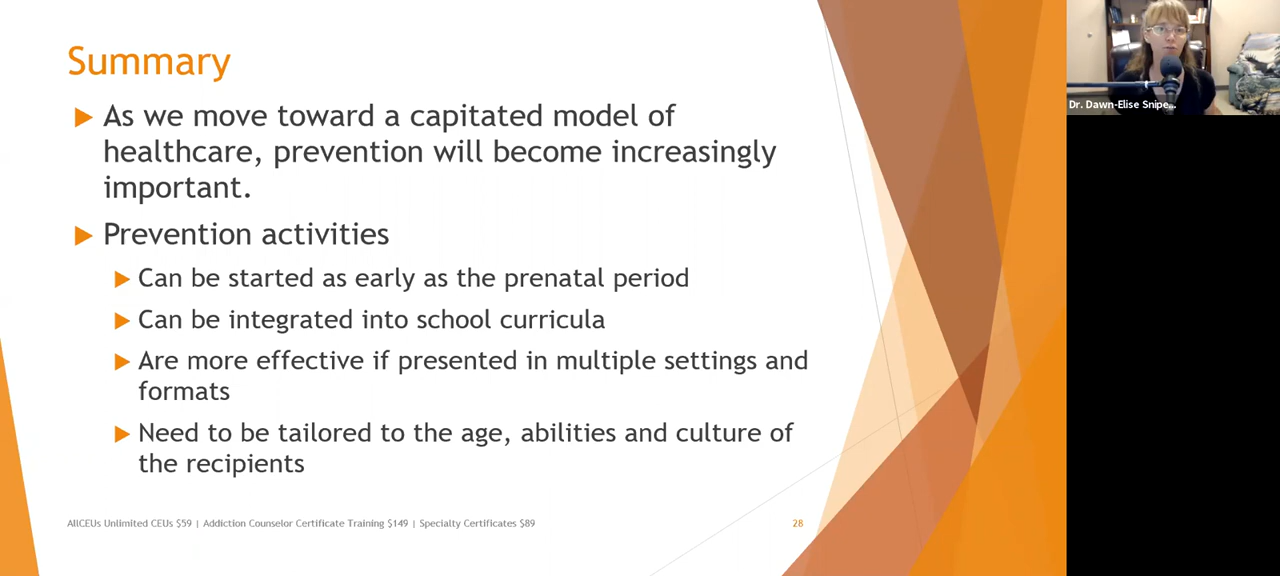 Summary
As we move toward a capitated model of
healthcare, prevention will become increasingly
important.
Prevention activities
Can be started as early as the prenatal period
Can be integrated into school curricula
Are more effective if presented in multiple settings and
formats
Need to be tailored to the age, abilities and culture of
the recipients
AllCEUs Unlimited CEUs $59 | Addiction Counselor Certificate Training $149 | Specialty Certificates $89
28
Dr. Dawn-Elise Snipe...